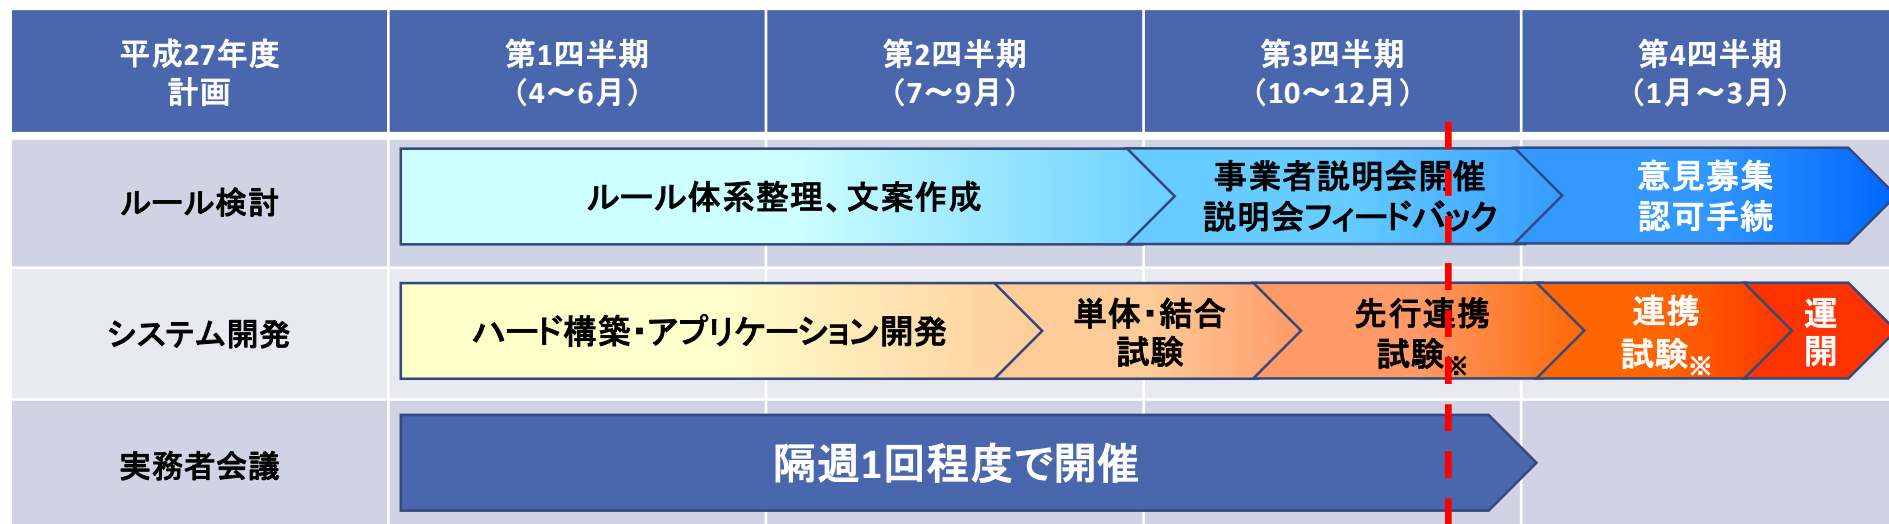 平成27年度
計画
第1四半期
（4～6月）
第2四半期
（7～9月）
第3四半期
（10～12月）
第4四半期
（1月～3月）
ルール検討
ルール体系整理、文案作成
事業者説明会開催
説明会フィードバック
意見募集
認可手続
システム開発
ハード構築・アプリケーション開発
単体・結合
試験
先行連携
試験※
連携
試験※
運
開
実務者会議
隔週1回程度で開催